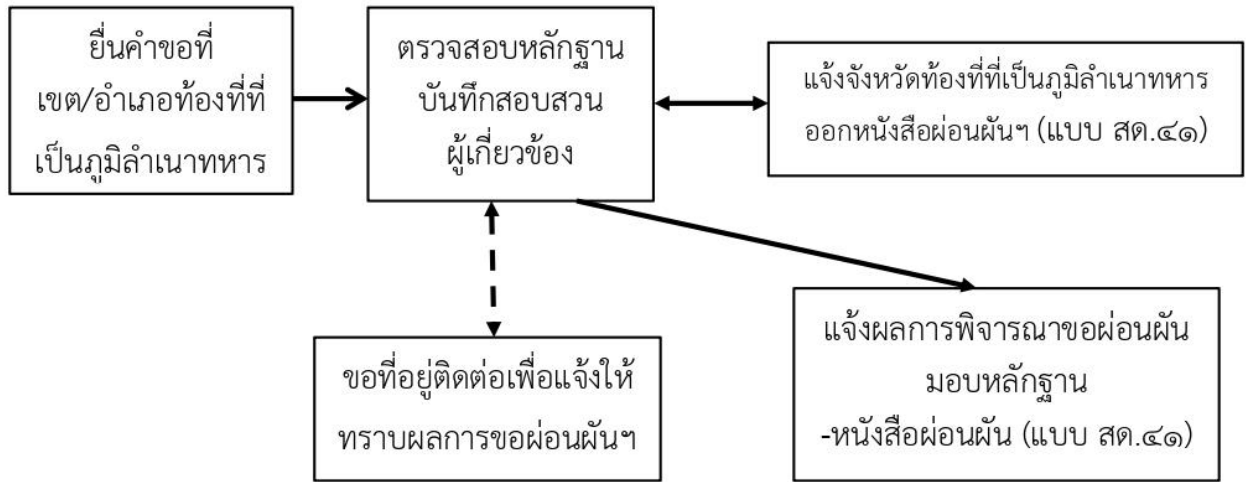 ยื่นคำขอที่
เขต/อำเภอท้องที่ที่
เป็นภูมิลำเนาทหาร
ตรวจสอบหลักฐาน
บันทึกสอบสวน
ผู้เกี่ยวข้อง
แจ้งจังหวัดท้องที่ที่เป็นภูมิลำเนาทหาร
ออกหนังสือผ่อนผันฯ (แบบ สด.๔๑)
ขอที่อยู่ติดต่อเพื่อแจ้งให้
ทราบผลการขอผ่อนผันฯ
แจ้งผลการพิจารณาขอผ่อนผัน
มอบหลักฐาน
-หนังสือผ่อนผัน (แบบ สด.๔๑)